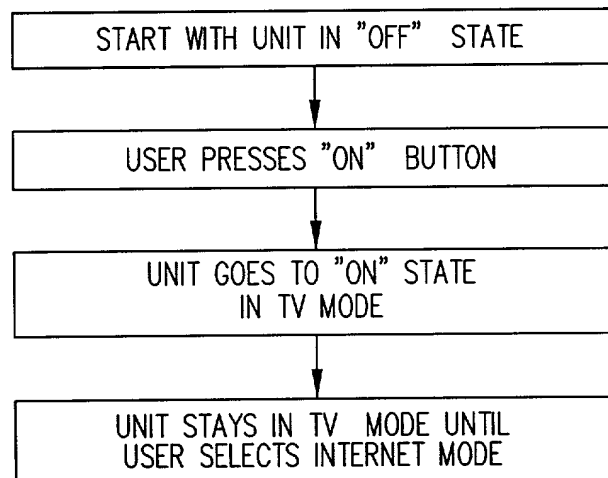 START WITH UNIT IN "OFF" STATE
USER PRESSES "ON" BUTTON
UNIT GOES TO "ON" STATE
IN TV MODE
UNIT STAYS IN TV MODE UNTIL
USER SELECTS INTERNET MODE